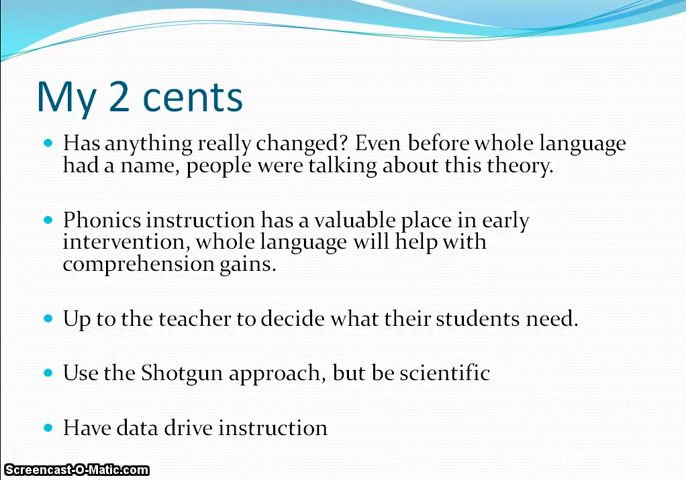 My 2 cents
Has anything really changed? Even before whole language
had a name, people were talking about this theory.
Phonics instruction has a valuable place in early
intervention, whole language will help with
comprehension gains.
Up to the teacher to decide what their students need.
Use the Shotgun approach, but be scientific
Have data drive instruction
Screencast-O-Matic.com